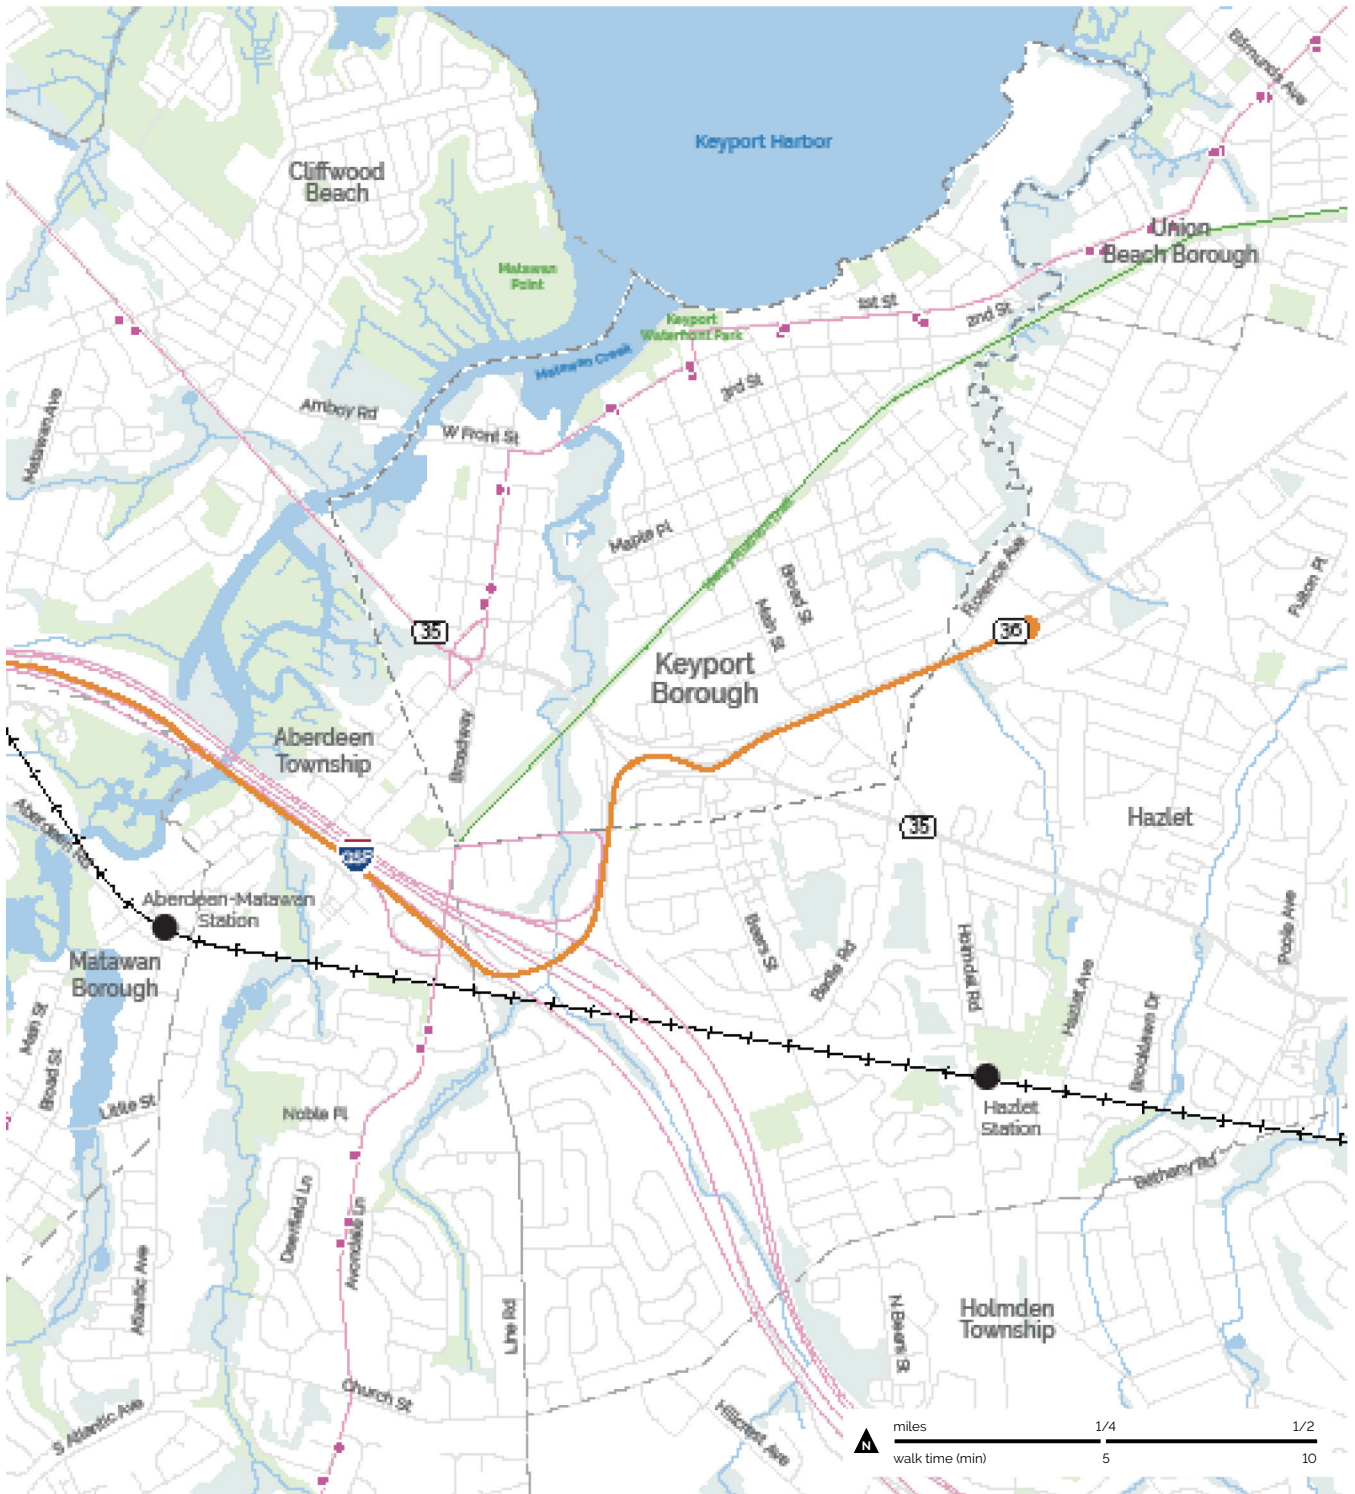 Edmunds Ave
Keyport Harbor
Cliffwood
Beach
Union
Beach Borough
Matawan
Point
1st St
2nd St
Keyport
Waterfront Park
Matawan Creek
3rd St
Amboy Rd
Matawan Ave
W Front St
Maple Pl
Broad St
Main St
Florence Ave
Fulton Pl
35
36
Keyport
Borough
Aberdeen
Township
Broadway
Hazlet
35
Aberdeen Rd
Aberdeen-Matawan
Station
Matawan
Borough
Beers St
Bedle Rd
Holmdel Rd
Poole Ave
Hazlet Ave
Brooklawn Dr
Main St
Broad St
Little St
Noble Pl
Hazlet
Station
Bethany Rd
Deerfield Ln
Avondale Ln
Atlantic Ave
Line Rd
N Beers St
Holmden
Township
Church St
S Atlantic Ave
Hillcrest Ave
N
miles 1/4 1/2
walk time (min) 5 10